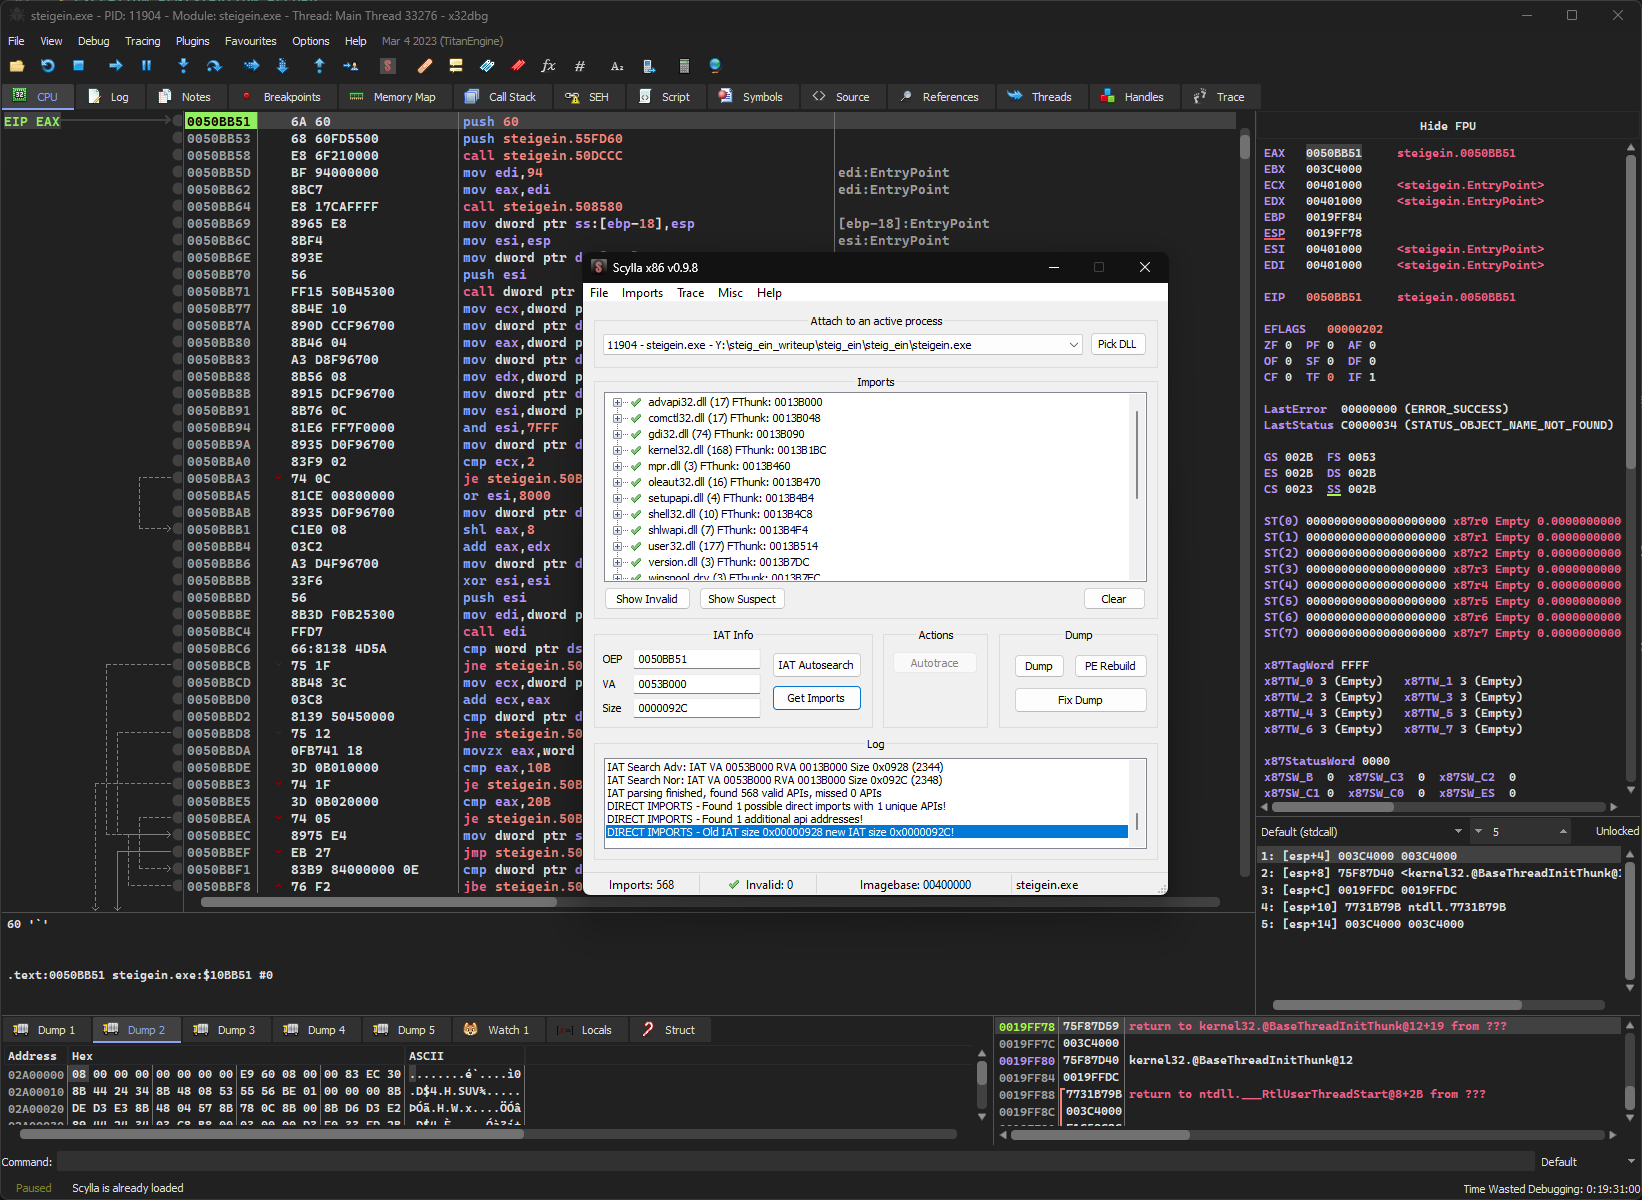 steigein.exe - PID: 11904 - Module: steigein.exe - Thread: Main Thread 33276 - x32dbg
File View Debug Tracing Plugins Favourites Options Help Mar 4 2023 (TitanEngine)
CPU Log Notes Breakpoints Memory Map Call Stack SEH Script Symbols Source References Threads Handles Trace
EIP EAX
0050BB51 6A 60 push 60
0050BB53 68 60FD5500 push steigein.55FD60
0050BB58 E8 6F210000 call steigein.50DCCC
0050BB5D BF 94000000 mov edi,94 edi:EntryPoint
0050BB62 8BC7 mov eax,edi edi:EntryPoint
0050BB64 E8 17CAFFFF call steigein.508580
0050BB69 8965 E8 mov dword ptr ss:[ebp-18],esp [ebp-18]:EntryPoint
0050BB6C 8BF4 mov esi,esp esi:EntryPoint
0050BB6E 893E mov dword ptr d
0050BB70 56 push esi
0050BB71 FF15 50B45300 call dword ptr
0050BB77 8B4E 10 mov ecx,dword p
0050BB7A 890D CCF96700 mov dword ptr d
0050BB80 8B46 04 mov eax,dword p
0050BB83 A3 D8F96700 mov dword ptr d
0050BB88 8B56 08 mov edx,dword p
0050BB8B 8915 DCF96700 mov dword ptr d
0050BB91 8B76 0C mov esi,dword p
0050BB94 81E6 FF7F0000 and esi,7FFF
0050BB9A 8935 D0F96700 mov dword ptr d
0050BBA0 83F9 02 cmp ecx,2
0050BBA3 74 0C je steigein.50B
0050BBA5 81CE 00800000 or esi,8000
0050BBAB 8935 D0F96700 mov dword ptr d
0050BBB1 C1E0 08 shl eax,8
0050BBB4 03C2 add eax,edx
0050BBB6 A3 D4F96700 mov dword ptr d
0050BBBB 33F6 xor esi,esi
0050BBBD 56 push esi
0050BBBE 8B3D F0B25300 mov edi,dword p
0050BBC4 FFD7 call edi
0050BBC6 66:8138 4D5A cmp word ptr ds
0050BBCB 75 1F jne steigein.50
0050BBCD 8B48 3C mov ecx,dword p
0050BBD0 03C8 add ecx,eax
0050BBD2 8139 50450000 cmp dword ptr d
0050BBD8 75 12 jne steigein.50
0050BBDA 0FB741 18 movzx eax,word
0050BBDE 3D 0B010000 cmp eax,10B
0050BBE3 74 1F je steigein.50B
0050BBE5 3D 0B020000 cmp eax,20B
0050BBEA 74 05 je steigein.50B
0050BBEC 8975 E4 mov dword ptr s
0050BBEF EB 27 jmp steigein.50
0050BBF1 83B9 84000000 0E cmp dword ptr d
0050BBF8 76 F2 jbe steigein.50
Scylla x86 v0.9.8
File Imports Trace Misc Help
Attach to an active process
11904 - steigein.exe - Y:\steig_ein_writeup\steig_ein\steig_ein\steigein.exe Pick DLL
Imports
advapi32.dll (17) FThunk: 0013B000
comctl32.dll (17) FThunk: 0013B048
gdi32.dll (74) FThunk: 0013B090
kernel32.dll (168) FThunk: 0013B1BC
mpr.dll (3) FThunk: 0013B460
oleaut32.dll (16) FThunk: 0013B470
setupapi.dll (4) FThunk: 0013B4B4
shell32.dll (10) FThunk: 0013B4C8
shlwapi.dll (7) FThunk: 0013B4F4
user32.dll (177) FThunk: 0013B514
version.dll (3) FThunk: 0013B7DC
winspool.drv (3) FThunk: 0013B7EC
Show Invalid Show Suspect Clear
IAT Info Actions Dump
OEP 0050BB51 IAT Autosearch Autotrace Dump PE Rebuild
VA 0053B000
Size 0000092C Get Imports Fix Dump
Log
IAT Search Adv: IAT VA 0053B000 RVA 0013B000 Size 0x0928 (2344)
IAT Search Nor: IAT VA 0053B000 RVA 0013B000 Size 0x092C (2348)
IAT parsing finished, found 568 valid APIs, missed 0 APIs
DIRECT IMPORTS - Found 1 possible direct imports with 1 unique APIs!
DIRECT IMPORTS - Found 1 additional api addresses!
DIRECT IMPORTS - Old IAT size 0x00000928 new IAT size 0x0000092C!
Imports: 568 Invalid: 0 Imagebase: 00400000 steigein.exe
Hide FPU
EAX 0050BB51 steigein.0050BB51
EBX 003C4000
ECX 00401000 <steigein.EntryPoint>
EDX 00401000 <steigein.EntryPoint>
EBP 0019FF84
ESP 0019FF78
ESI 00401000 <steigein.EntryPoint>
EDI 00401000 <steigein.EntryPoint>
EIP 0050BB51 steigein.0050BB51
EFLAGS 00000202
ZF 0 PF 0 AF 0
OF 0 SF 0 DF 0
CF 0 TF 0 IF 1
LastError 00000000 (ERROR_SUCCESS)
LastStatus C0000034 (STATUS_OBJECT_NAME_NOT_FOUND)
GS 002B FS 0053
ES 002B DS 002B
CS 0023 SS 002B
ST(0) 00000000000000000000 x87r0 Empty 0.0000000000
ST(1) 00000000000000000000 x87r1 Empty 0.0000000000
ST(2) 00000000000000000000 x87r2 Empty 0.0000000000
ST(3) 00000000000000000000 x87r3 Empty 0.0000000000
ST(4) 00000000000000000000 x87r4 Empty 0.0000000000
ST(5) 00000000000000000000 x87r5 Empty 0.0000000000
ST(6) 00000000000000000000 x87r6 Empty 0.0000000000
ST(7) 00000000000000000000 x87r7 Empty 0.0000000000
x87TagWord FFFF
x87TW_0 3 (Empty) x87TW_1 3 (Empty)
x87TW_2 3 (Empty) x87TW_3 3 (Empty)
x87TW_4 3 (Empty) x87TW_5 3 (Empty)
x87TW_6 3 (Empty) x87TW_7 3 (Empty)
x87StatusWord 0000
x87SW_B 0 x87SW_C3 0 x87SW_C2 0
x87SW_C1 0 x87SW_C0 0 x87SW_ES 0
Default (stdcall) 5 Unlocked
1: [esp+4] 003C4000 003C4000
2: [esp+8] 75F87D40 <kernel32.@BaseThreadInitThunk@1
3: [esp+C] 0019FFDC 0019FFDC
4: [esp+10] 7731B79B ntdll.7731B79B
5: [esp+14] 003C4000 003C4000
60 '`'
.text:0050BB51 steigein.exe:$10BB51 #0
Dump 1 Dump 2 Dump 3 Dump 4 Dump 5 Watch 1 Locals Struct
Address Hex ASCII
02A00000 08 00 00 00 00 00 00 00 E9 60 08 00 00 83 EC 30 ........é`....ì0
02A00010 8B 44 24 34 8B 48 08 53 55 56 BE 01 00 00 00 8B .D$4.H.SUV¾.....
02A00020 DE D3 E3 8B 48 04 57 8B 78 0C 8B 00 8B D6 D3 E2 ÞÓã.H.W.x....ÖÓâ
0019FF78 75F87D59 return to kernel32.@BaseThreadInitThunk@12+19 from ???
0019FF7C 003C4000
0019FF80 75F87D40 kernel32.@BaseThreadInitThunk@12
0019FF84 0019FFDC
0019FF88 7731B79B return to ntdll.___RtlUserThreadStart@8+2B from ???
0019FF8C 003C4000
Command: Default
Paused Scylla is already loaded Time Wasted Debugging: 0:19:31:00